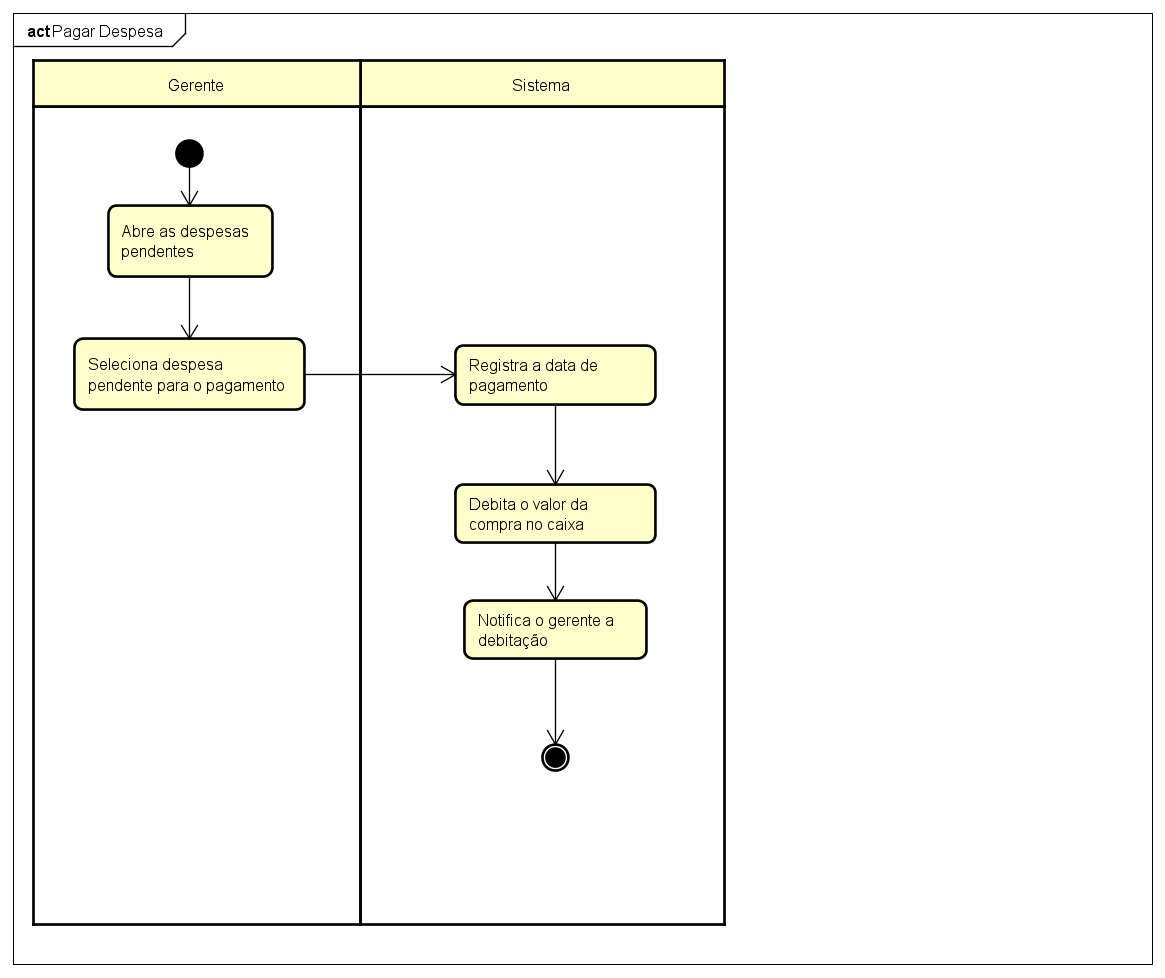 act Pagar Despesa
Gerente
Sistema
Abre as despesas
pendentes
Seleciona despesa
pendente para o pagamento
Registra a data de
pagamento
Debita o valor da
compra no caixa
Notifica o gerente a
debitação